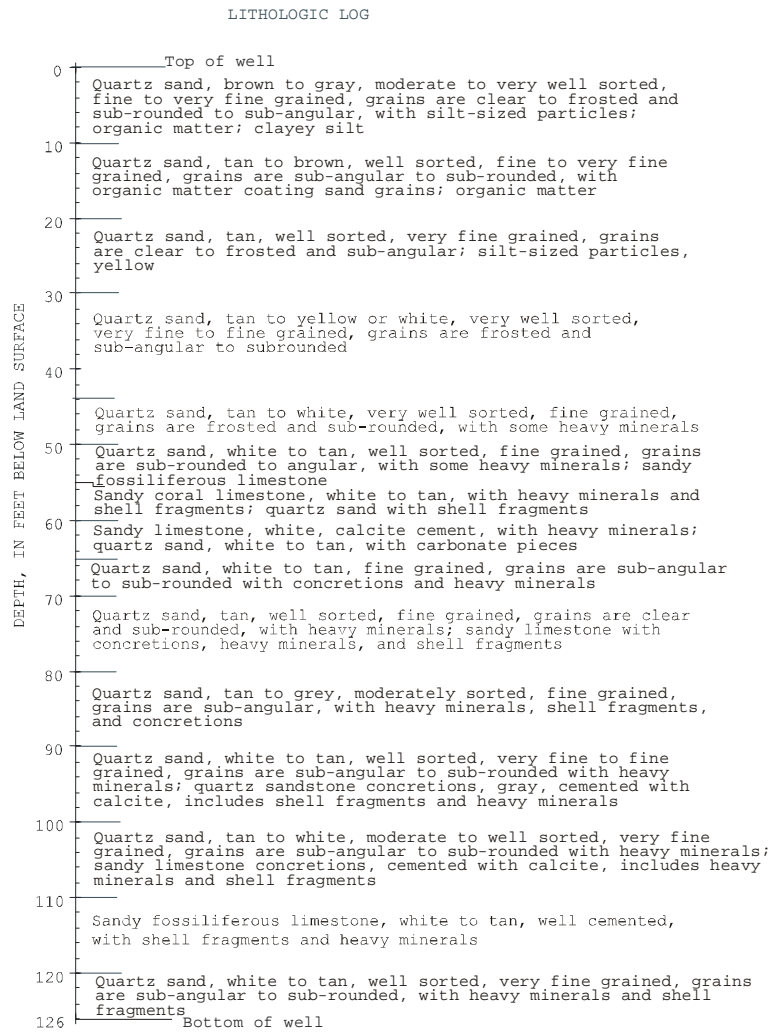 LITHOLOGIC LOG
Top of well
0
Quartz sand, brown to gray, moderate to very well sorted,
fine to very fine grained, grains are clear to frosted and
sub-rounded to sub-angular, with silt-sized particles;
organic matter; clayey silt
10
Quartz sand, tan to brown, well sorted, fine to very fine
grained, grains are sub-angular to sub-rounded, with
organic matter coating sand grains; organic matter
20
Quartz sand, tan, well sorted, very fine grained, grains
are clear to frosted and sub-angular; silt-sized particles,
yellow
30
Quartz sand, tan to yellow or white, very well sorted,
very fine to fine grained, grains are frosted and
sub-angular to subrounded
40
Quartz sand, tan to white, very well sorted, fine grained,
grains are frosted and sub-rounded, with some heavy minerals
50
Quartz sand, white to tan, well sorted, fine grained, grains
are sub-rounded to angular, with some heavy minerals; sandy
fossiliferous limestone
Sandy coral limestone, white to tan, with heavy minerals and
shell fragments; quartz sand with shell fragments
60
Sandy limestone, white, calcite cement, with heavy minerals;
quartz sand, white to tan, with carbonate pieces
Quartz sand, white to tan, fine grained, grains are sub-angular
to sub-rounded with concretions and heavy minerals
70
Quartz sand, tan, well sorted, fine grained, grains are clear
and sub-rounded, with heavy minerals; sandy limestone with
concretions, heavy minerals, and shell fragments
80
Quartz sand, tan to grey, moderately sorted, fine grained,
grains are sub-angular, with heavy minerals, shell fragments,
and concretions
90
Quartz sand, white to tan, well sorted, very fine to fine
grained, grains are sub-angular to sub-rounded with heavy
minerals; quartz sandstone concretions, gray, cemented with
calcite, includes shell fragments and heavy minerals
100
Quartz sand, tan to white, moderate to well sorted, very fine
grained, grains are sub-angular to sub-rounded with heavy minerals;
sandy limestone concretions, cemented with calcite, includes heavy
minerals and shell fragments
110
Sandy fossiliferous limestone, white to tan, well cemented,
with shell fragments and heavy minerals
120
Quartz sand, white to tan, well sorted, very fine grained, grains
are sub-angular to sub-rounded, with heavy minerals and shell
fragments
126
Bottom of well
DEPTH, IN FEET BELOW LAND SURFACE